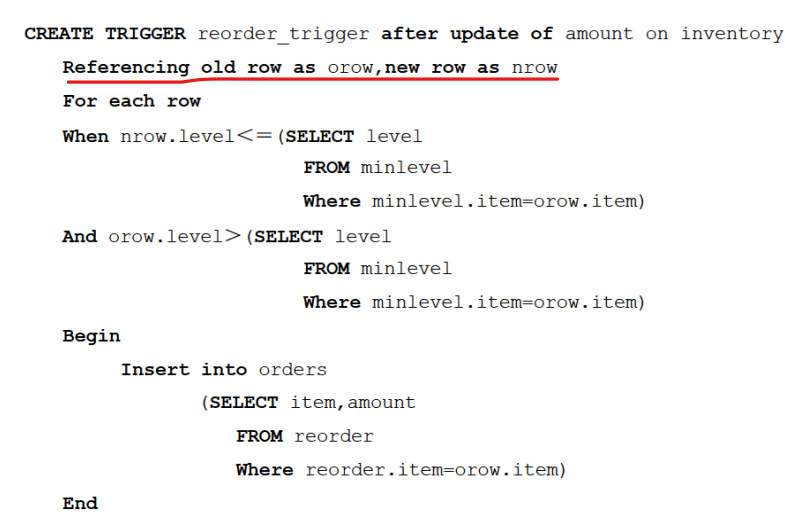 CREATE TRIGGER reorder_trigger after update of amount on inventory
Referencing old row as orow,new row as nrow
For each row
When nrow.level<=(SELECT level
FROM minlevel
Where minlevel.item=orow.item)
And orow.level>(SELECT level
FROM minlevel
Where minlevel.item=orow.item)
Begin
Insert into orders
(SELECT item,amount
FROM reorder
Where reorder.item=orow.item)
End